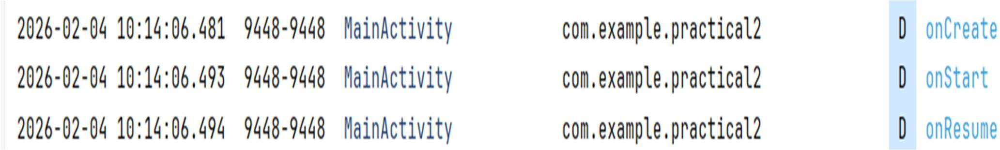 2026-02-04 10:14:06.481 9448-9448 MainActivity com.example.practical2 D onCreate
2026-02-04 10:14:06.493 9448-9448 MainActivity com.example.practical2 D onStart
2026-02-04 10:14:06.494 9448-9448 MainActivity com.example.practical2 D onResume